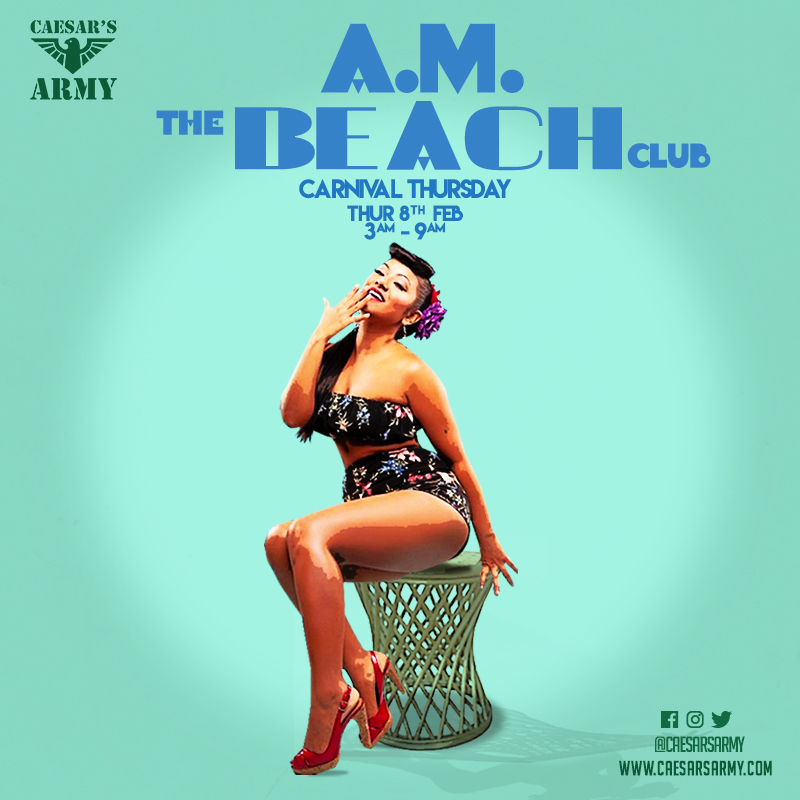 CAESAR'S
ARMY
A.M.
THE BEACH CLUB
CARNIVAL THURSDAY
THUR 8TH FEB
3AM - 9AM
@CAESARSARMY
WWW.CAESARSARMY.COM